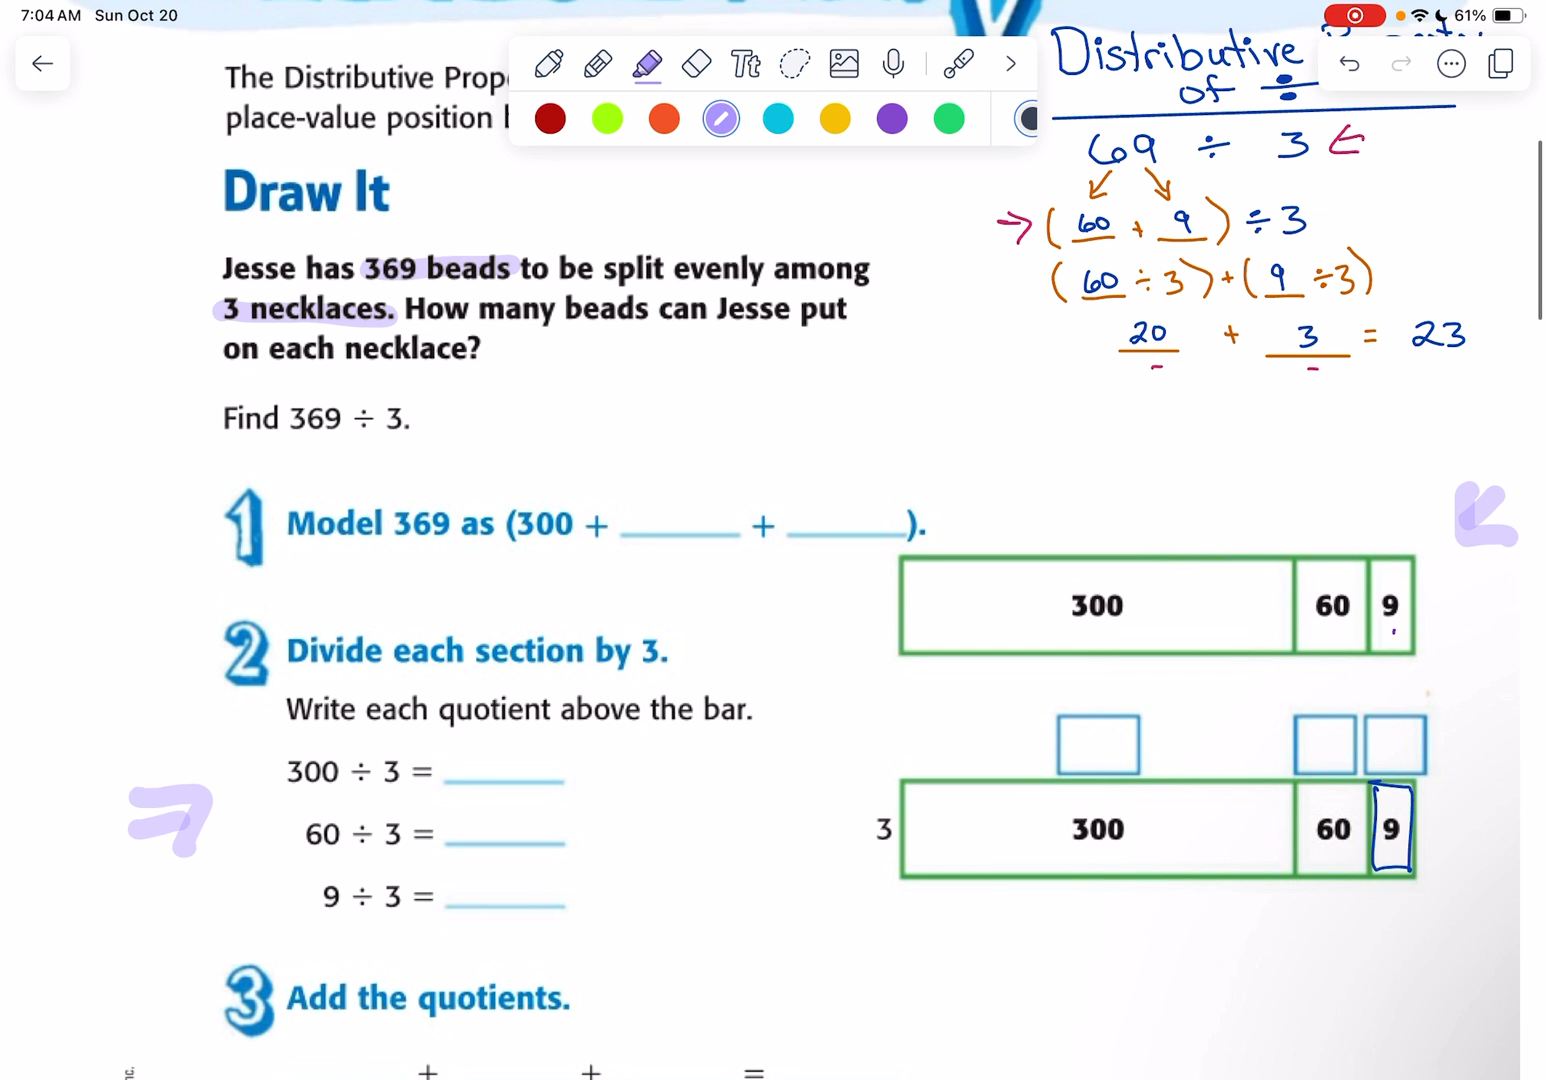 7:04 AM Sun Oct 20
61%
The Distributive Prop
place-value position
Tt
Distributive
of ÷
69 ÷ 3
( 60 + 9 ) ÷ 3
( 60 ÷ 3 ) + ( 9 ÷ 3 )
20 + 3 = 23
Draw It
Jesse has 369 beads to be split evenly among
3 necklaces. How many beads can Jesse put
on each necklace?
Find 369 ÷ 3.
1 Model 369 as (300 + ______ + ______).
300 60 9
2 Divide each section by 3.
Write each quotient above the bar.
300 ÷ 3 = ______
60 ÷ 3 = ______
9 ÷ 3 = ______
3 300 60 9
3 Add the quotients.
+ + =